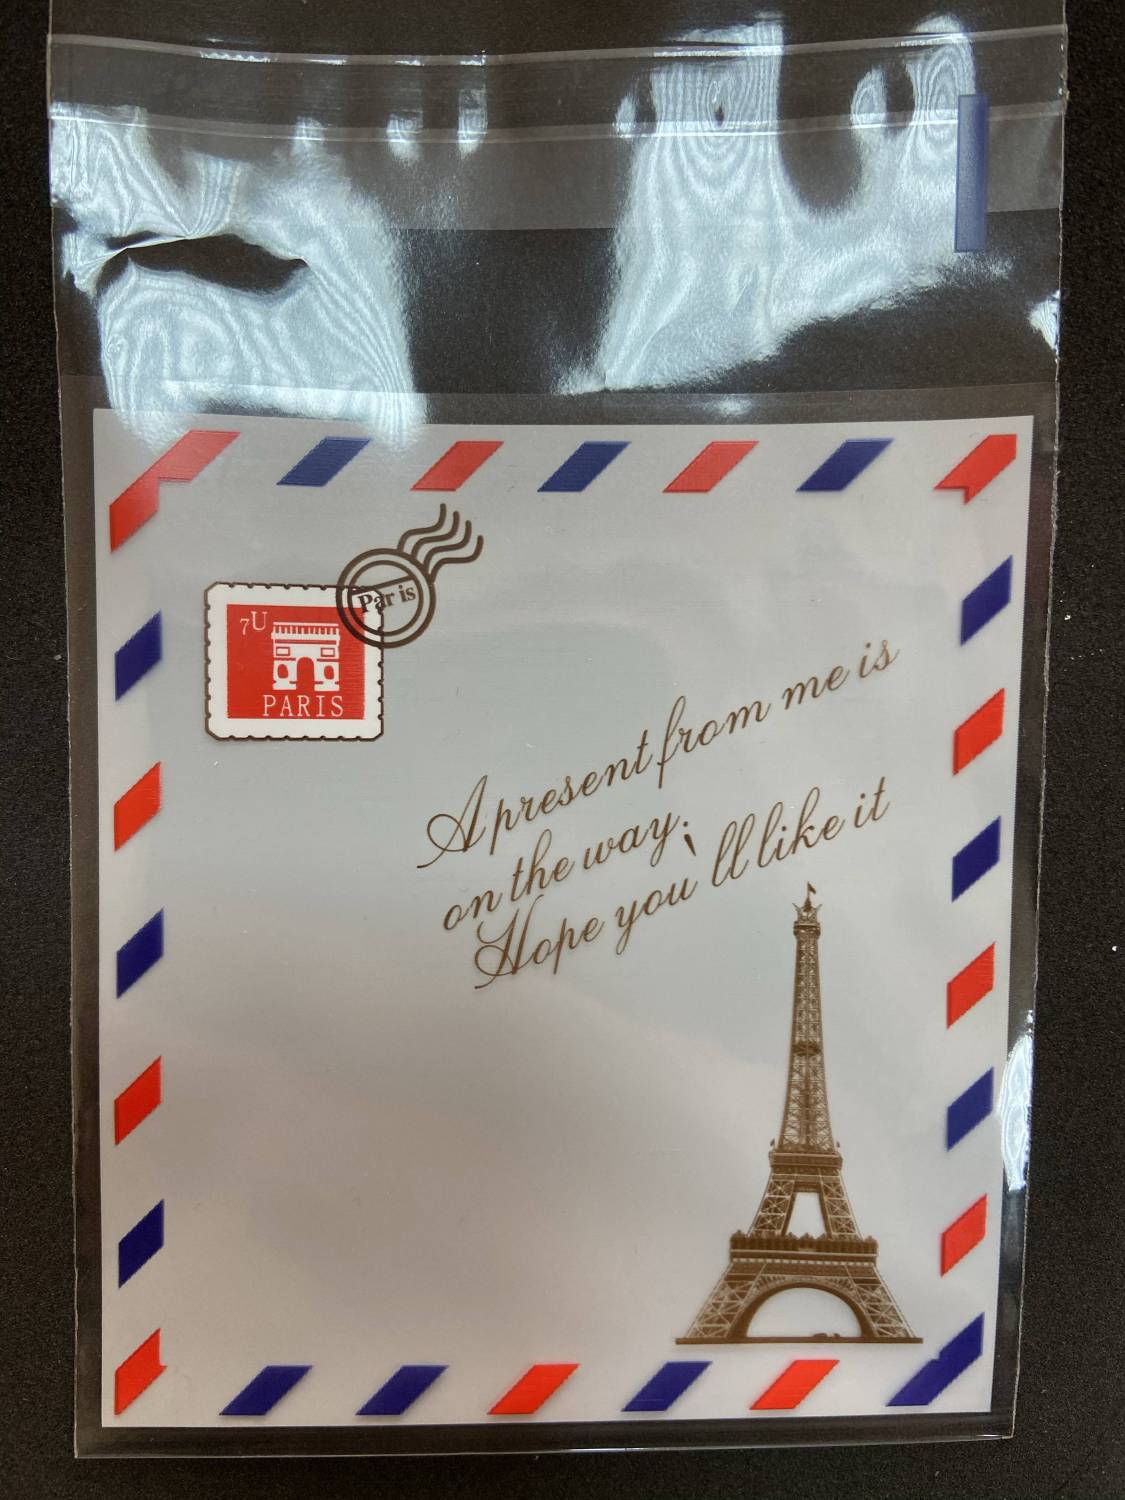 Par is
7U
PARIS
A present from me is
on the way.
Hope you'll like it